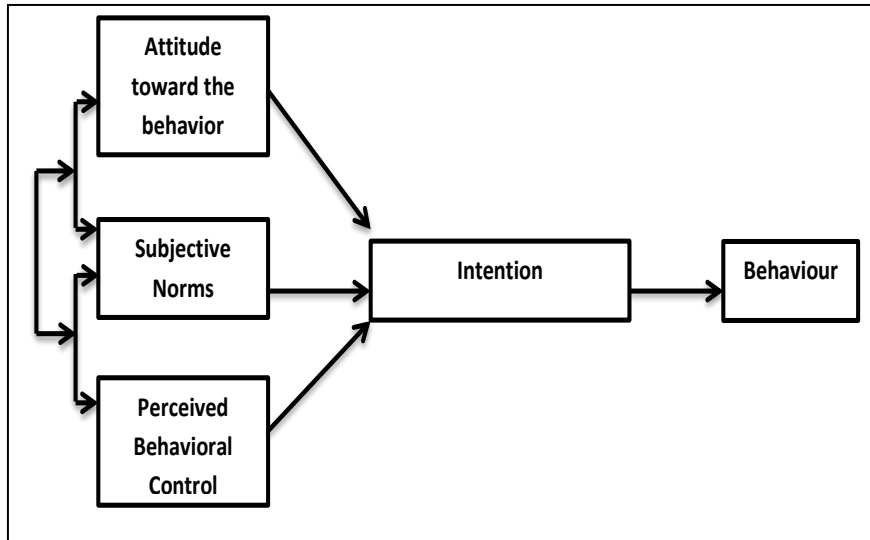 Attitude
toward the
behavior
Subjective
Norms
Perceived
Behavioral
Control
Intention
Behaviour